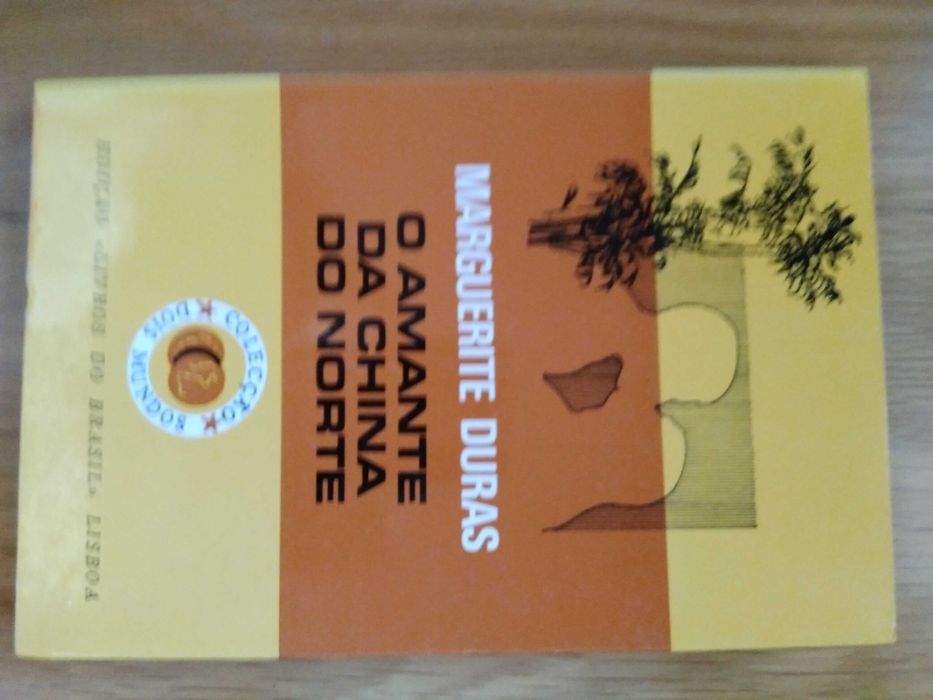 MARGUERITE DURAS
O AMANTE
DA CHINA
DO NORTE
COLECÇÃO
DOIS MUNDOS
EDIÇÃO «LIVROS DO BRASIL» LISBOA